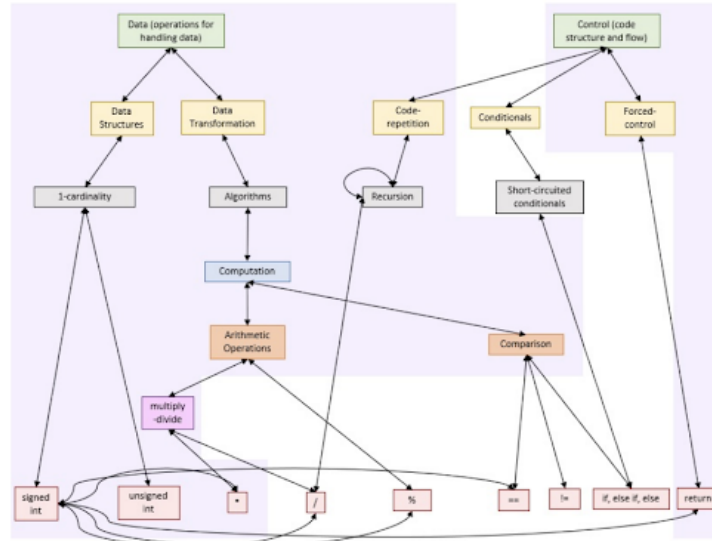 Data (operations for
handling data)
Control (code
structure and flow)
Data
Structures
Data
Transformation
Code-
repetition
Conditionals
Forced-
control
1-cardinality
Algorithms
Recursion
Short-circuited
conditionals
Computation
Arithmetic
Operations
Comparison
multiply
-divide
signed
int
unsigned
int
*
/
%
==
!=
if, else if, else
return